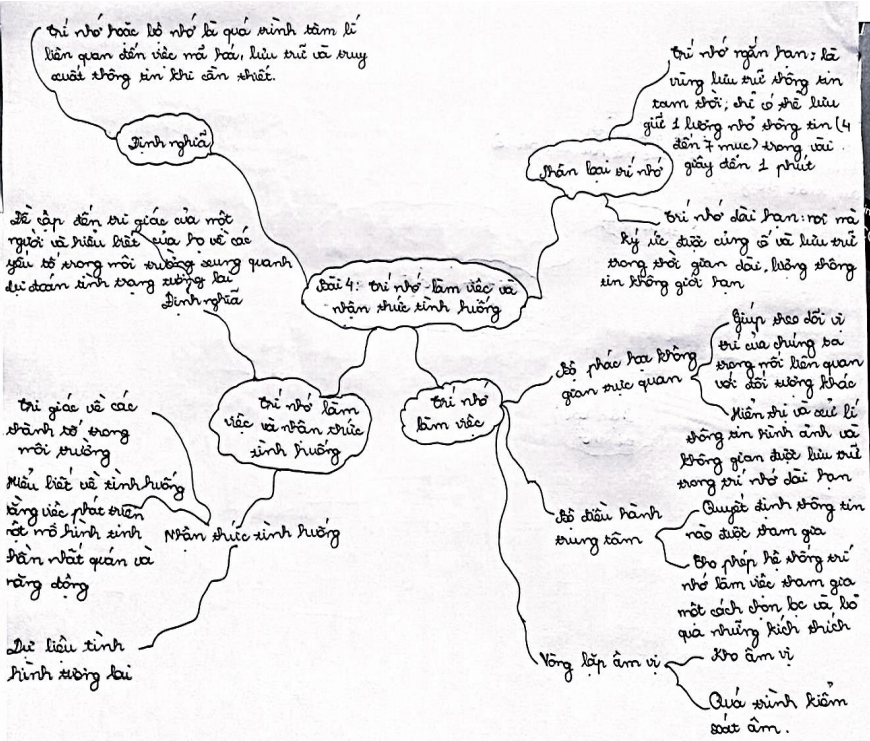 Trí nhớ hoặc bộ nhớ là quá trình tâm lí
liên quan đến việc mã hoá, lưu trữ và truy
xuất thông tin khi cần thiết.
Định nghĩa
Trí nhớ ngắn hạn: là
vùng lưu trữ thông tin
tạm thời; chỉ có thể lưu
giữ 1 lượng nhỏ thông tin (4
đến 7 mục) trong vài
giây đến 1 phút
Phân loại trí nhớ
Trí nhớ dài hạn: nơi mà
ký ức được củng cố và lưu trữ
trong thời gian dài, lượng thông
tin không giới hạn
Bài 4: Trí nhớ làm việc và
nhận thức tình huống
Đề cập đến tri giác của một
người và hiểu biết của họ về các
yếu tố trong môi trường xung quanh
dự đoán tình trạng tương lai
Định nghĩa
Trí nhớ làm
việc và nhận thức
tình huống
Tri giác về các
thành tố trong
môi trường
Hiểu biết về tình huống
bằng việc phát triển
một mô hình tinh
thần nhất quán và
năng động
Nhận thức tình huống
Dự liệu tình
hình tương lai
Trí nhớ
làm việc
Bộ phác hoạ không
gian trực quan
Giúp theo dõi vị
trí của chúng ta
trong mối liên quan
với đối tượng khác
Hiển thị và xử lí
thông tin hình ảnh và
không gian được lưu trữ
trong trí nhớ dài hạn
Bộ điều hành
trung tâm
Quyết định thông tin
nào được tham gia
Cho phép hệ thống trí
nhớ làm việc tham gia
một cách chọn lọc và bỏ
qua những kích thích
Vòng lặp âm vị
Kho âm vị
Quá trình kiểm
soát âm.